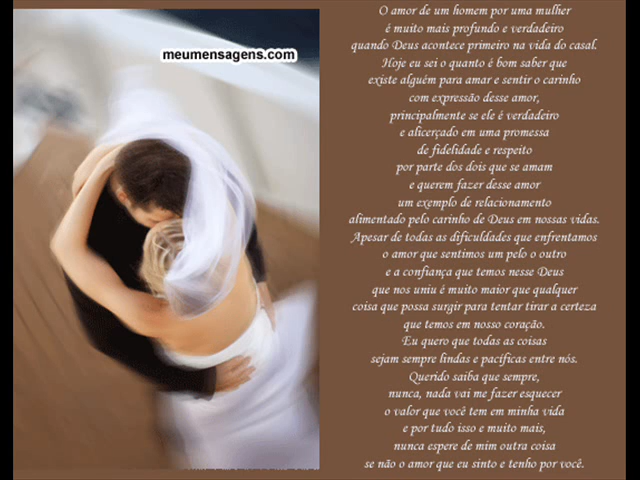 meumensagens.com
O amor de um homem por uma mulher
é muito mais profundo e verdadeiro
quando Deus acontece primeiro na vida do casal.
Hoje eu sei o quanto é bom saber que
existe alguém para amar e sentir o carinho
com expressão desse amor,
principalmente se ele é verdadeiro
e alicerçado em uma promessa
de fidelidade e respeito
por parte dos dois que se amam
e querem fazer desse amor
um exemplo de relacionamento
alimentado pelo carinho de Deus em nossas vidas.
Apesar de todas as dificuldades que enfrentamos
o amor que sentimos um pelo o outro
e a confiança que temos nesse Deus
que nos uniu é muito maior que qualquer
coisa que possa surgir para tentar tirar a certeza
que temos em nosso coração.
Eu quero que todas as coisas
sejam sempre lindas e pacíficas entre nós.
Querido saiba que sempre,
nunca, nada vai me fazer esquecer
o valor que você tem em minha vida
e por tudo isso e muito mais,
nunca espere de mim outra coisa
se não o amor que eu sinto e tenho por você.